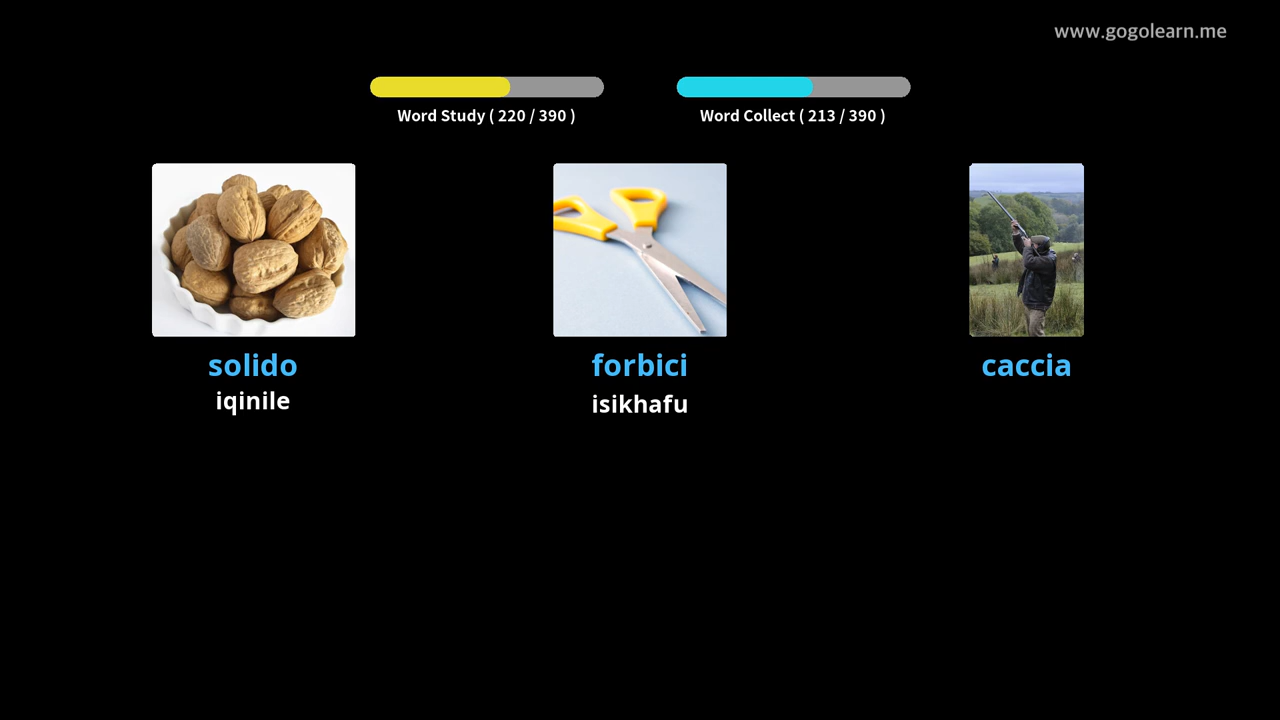 www.gogolearn.me
Word Study ( 220 / 390 )
Word Collect ( 213 / 390 )
solido
iqinile
forbici
isikhafu
caccia